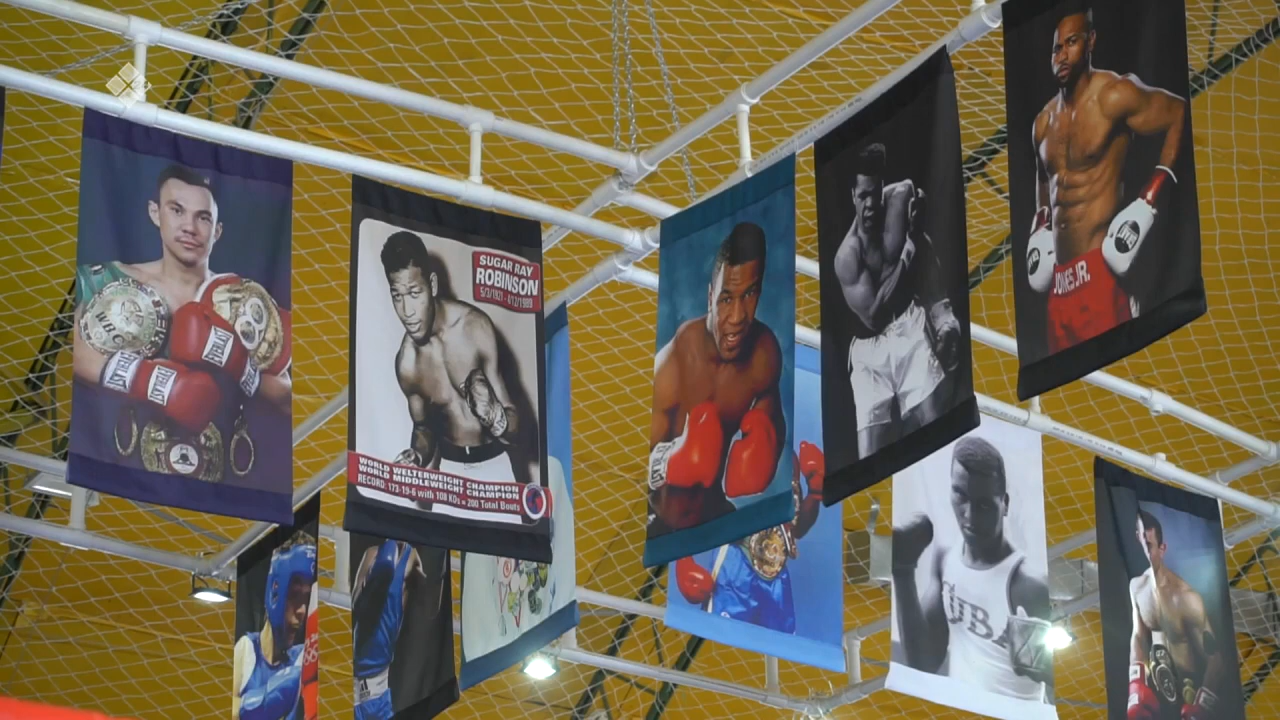 WBC
EVERLAST
EVERLAST
EVERLAST
SUGAR RAY
ROBINSON
5/3/1921 - 4/12/1989
WORLD WELTERWEIGHT CHAMPION
WORLD MIDDLEWEIGHT CHAMPION
RECORD: 173-19-6 with 108 KOs - 200 Total Bouts
JONES JR.
CUBA